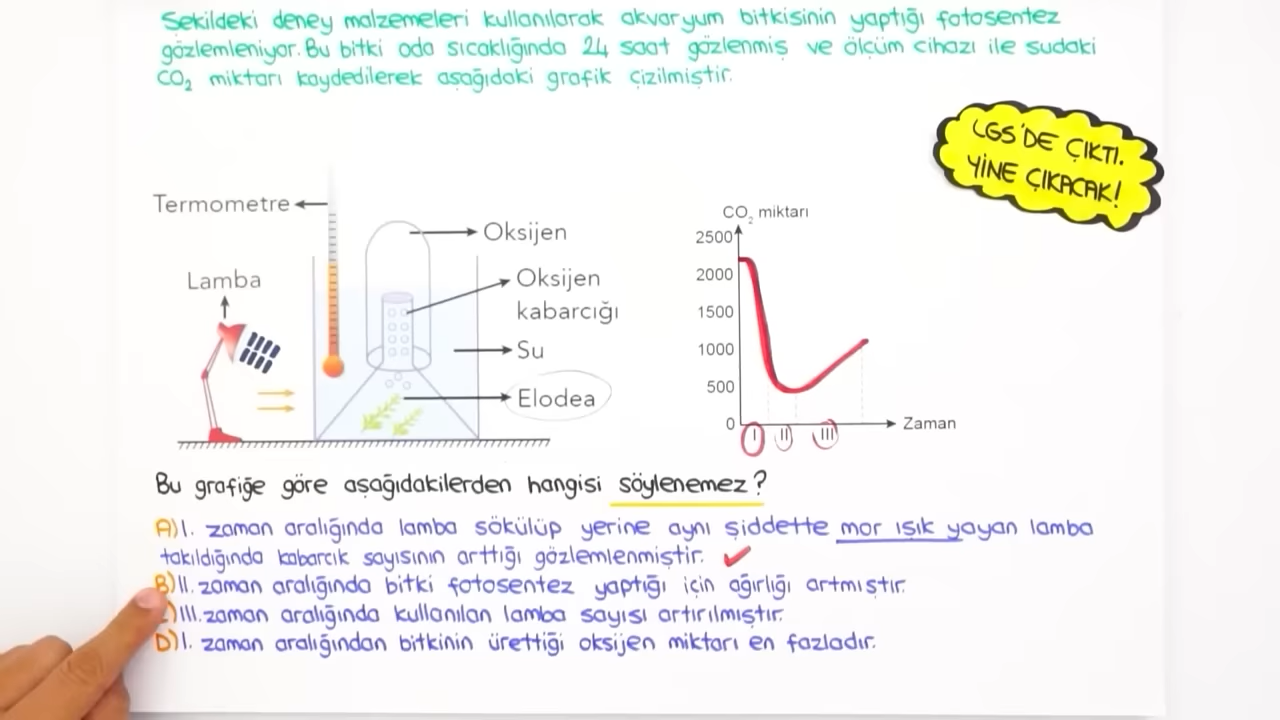 Şekildeki deney malzemeleri kullanılarak akvaryum bitkisinin yaptığı fotosentez
gözlemleniyor. Bu bitki oda sıcaklığında 24 saat gözlenmiş ve ölçüm cihazı ile sudaki
CO₂ miktarı kaydedilerek aşağıdaki grafik çizilmiştir.
LGS'DE ÇIKTI.
YİNE ÇIKACAK!
Termometre
Oksijen
Lamba
Oksijen
kabarcığı
Su
Elodea
CO₂ miktarı
2500
2000
1500
1000
500
0
I II III
Zaman
Bu grafiğe göre aşağıdakilerden hangisi söylenemez?
A) I. zaman aralığında lamba sökülüp yerine aynı şiddette mor ışık yayan lamba
takıldığında kabarcık sayısının arttığı gözlemlenmiştir.
B) II. zaman aralığında bitki fotosentez yaptığı için ağırlığı artmıştır.
) III. zaman aralığında kullanılan lamba sayısı artırılmıştır.
D) I. zaman aralığından bitkinin ürettiği oksijen miktarı en fazladır.